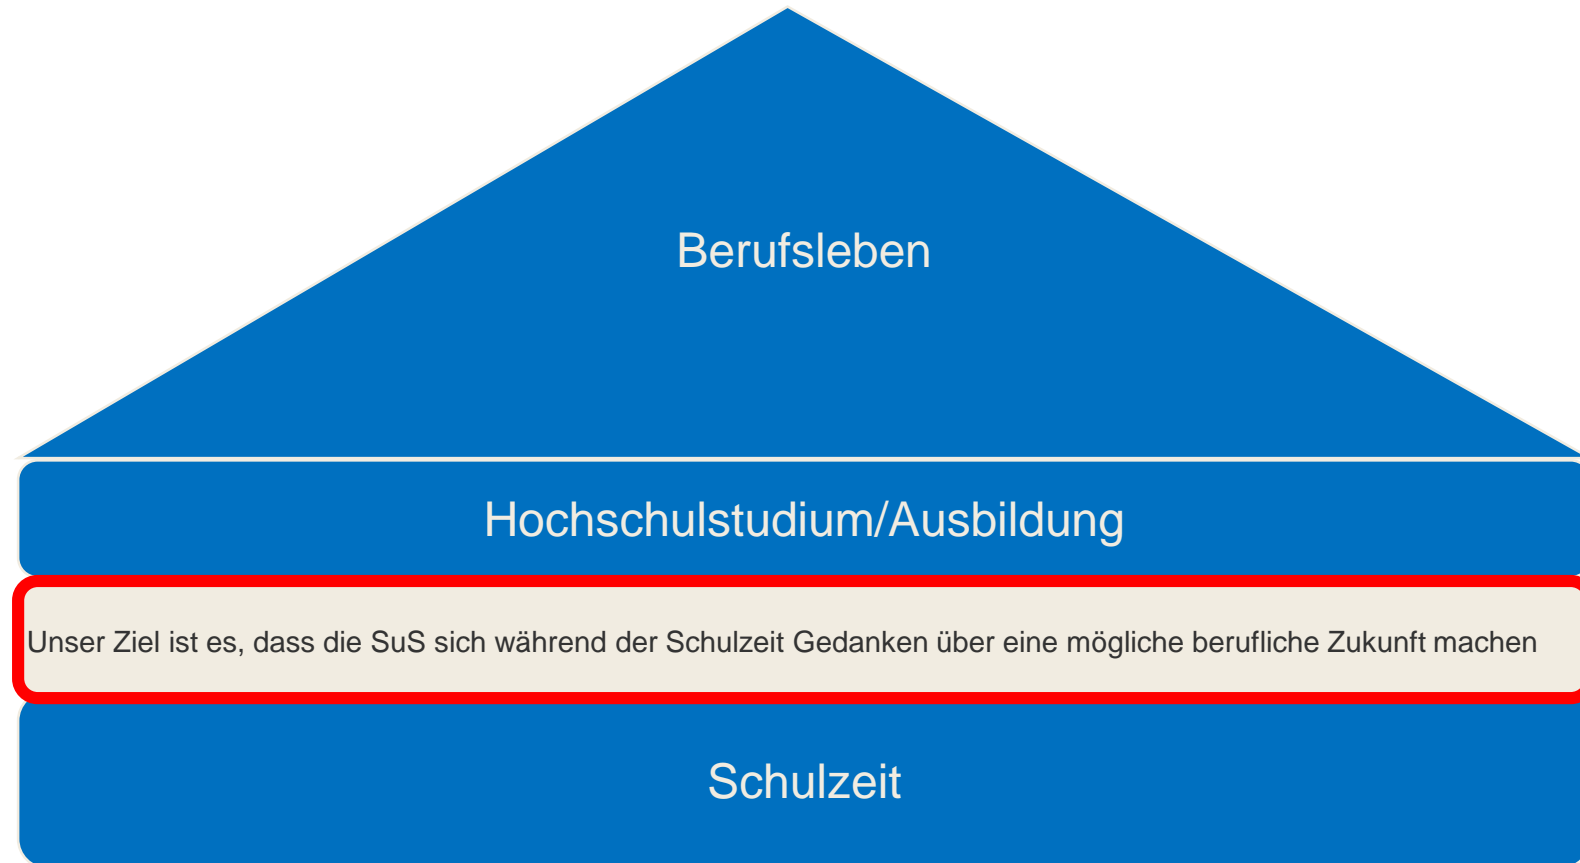 Berufsleben
Hochschulstudium/Ausbildung
Unser Ziel ist es, dass die SuS sich während der Schulzeit Gedanken über eine mögliche berufliche Zukunft machen
Schulzeit